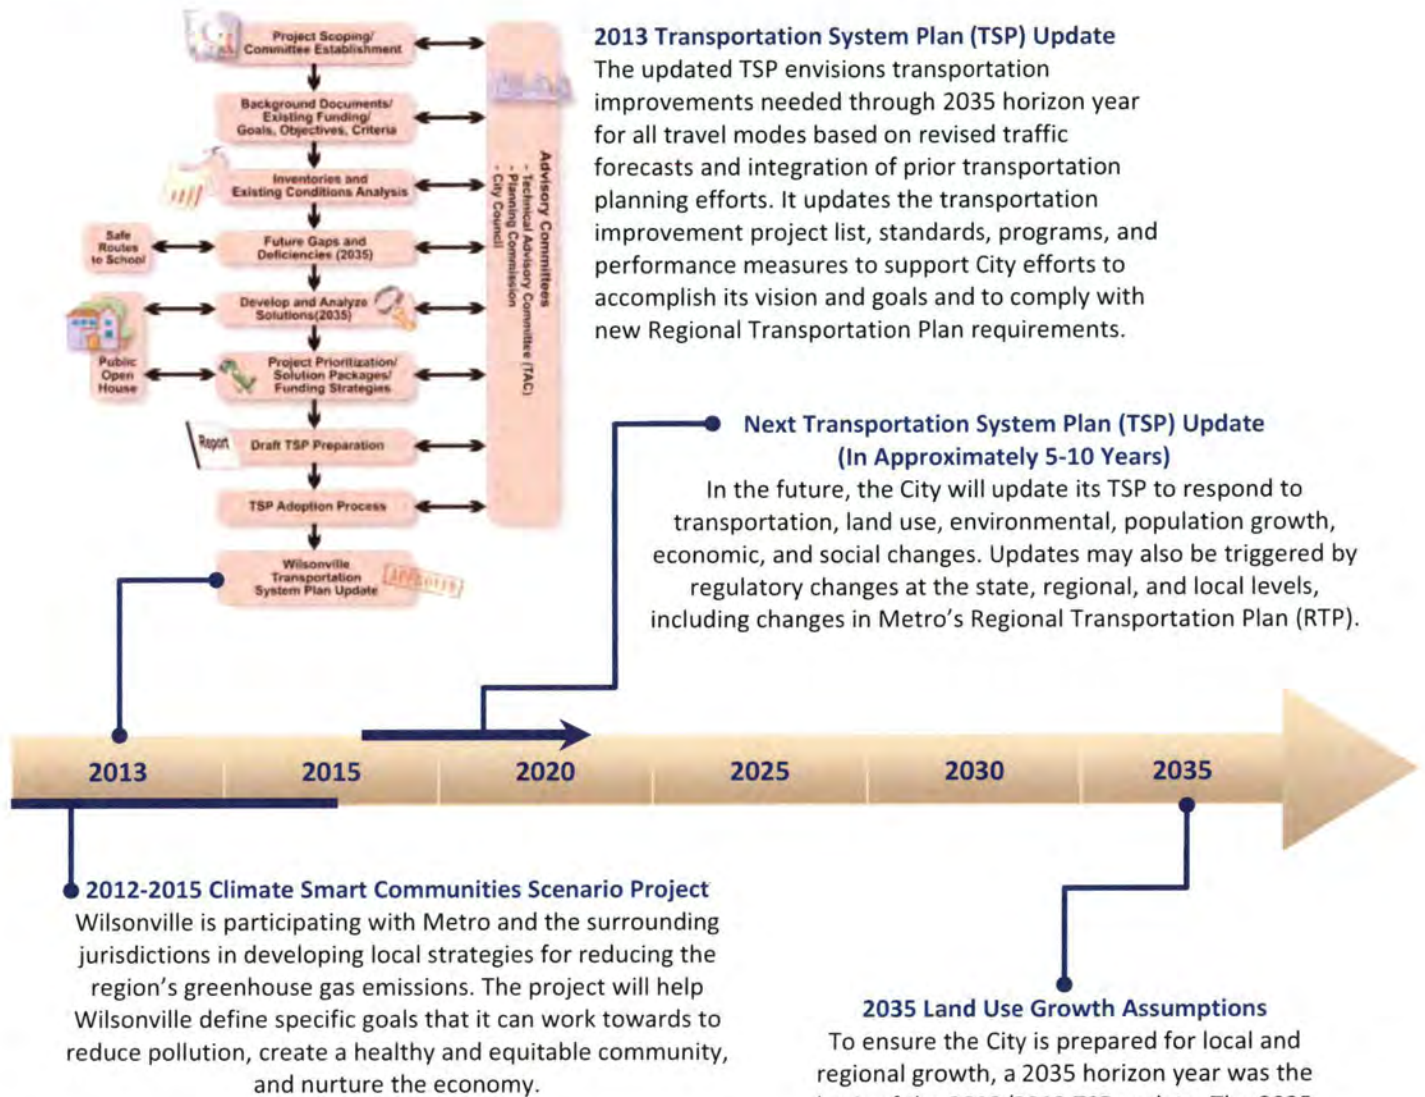 Project Scoping/
Committee Establishment
Background Documents/
Existing Funding/
Goals, Objectives, Criteria
Inventories and
Existing Conditions Analysis
Safe
Routes
to School
Future Gaps and
Deficiencies (2035)
Develop and Analyze
Solutions(2035)
Public
Open
House
Project Prioritization/
Solution Packages/
Funding Strategies
Report
Draft TSP Preparation
TSP Adoption Process
Wilsonville
Transportation
System Plan Update
APPROVED
Advisory Committees
- Technical Advisory Committee (TAC)
- Planning Commission
- City Council
2013 Transportation System Plan (TSP) Update
The updated TSP envisions transportation
improvements needed through 2035 horizon year
for all travel modes based on revised traffic
forecasts and integration of prior transportation
planning efforts. It updates the transportation
improvement project list, standards, programs, and
performance measures to support City efforts to
accomplish its vision and goals and to comply with
new Regional Transportation Plan requirements.
Next Transportation System Plan (TSP) Update
(In Approximately 5-10 Years)
In the future, the City will update its TSP to respond to
transportation, land use, environmental, population growth,
economic, and social changes. Updates may also be triggered by
regulatory changes at the state, regional, and local levels,
including changes in Metro's Regional Transportation Plan (RTP).
2013 2015 2020 2025 2030 2035
2012-2015 Climate Smart Communities Scenario Project
Wilsonville is participating with Metro and the surrounding
jurisdictions in developing local strategies for reducing the
region's greenhouse gas emissions. The project will help
Wilsonville define specific goals that it can work towards to
reduce pollution, create a healthy and equitable community,
and nurture the economy.
2035 Land Use Growth Assumptions
To ensure the City is prepared for local and
regional growth, a 2035 horizon year was the